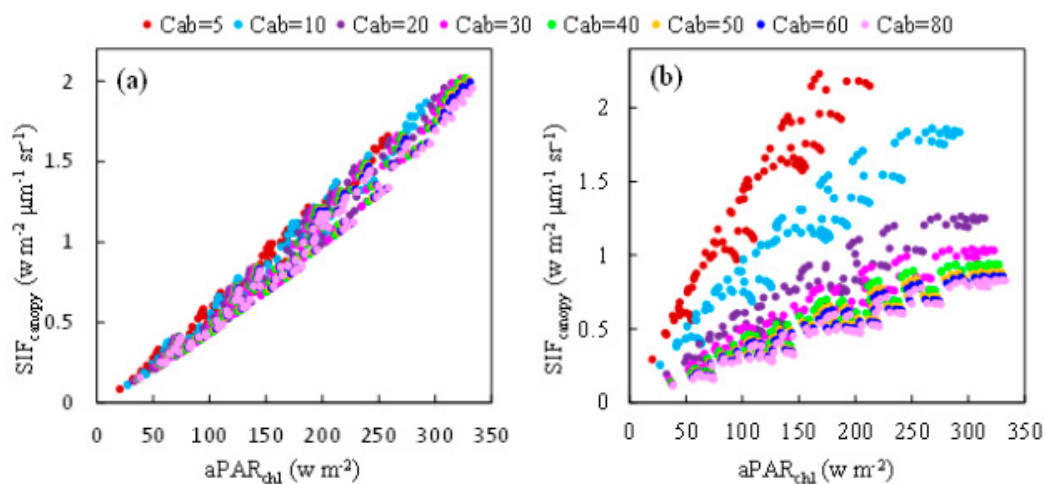 Cab=5 Cab=10 Cab=20 Cab=30 Cab=40 Cab=50 Cab=60 Cab=80
(a)
SIFcanopy (w m-2 µm-1 sr-1)
2
1.5
1
0.5
0
0 50 100 150 200 250 300 350
aPARchl (w m-2)
(b)
SIFcanopy (w m-2 µm-1 sr-1)
2
1.5
1
0.5
0
0 50 100 150 200 250 300 350
aPARchl (w m-2)